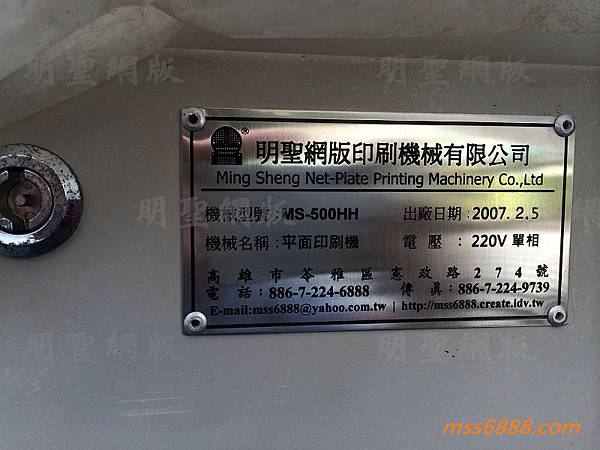 明聖網版 明聖網版
®
明聖網版印刷機械有限公司
Ming Sheng Net-Plate Printing Machinery Co.,Ltd
機械型號:MS-500HH 出廠日期:2007.2.5
機械名稱:平面印刷機 電壓:220V 單相
高雄市苓雅區憲政路274號
電話:886-7-224-6888 傳真:886-7-224-9739
E-mail:mss6888@yahoo.com.tw | http://mss6888.create.idv.tw
明聖網版 明聖網版
明聖網版 明聖網版
mss6888.com